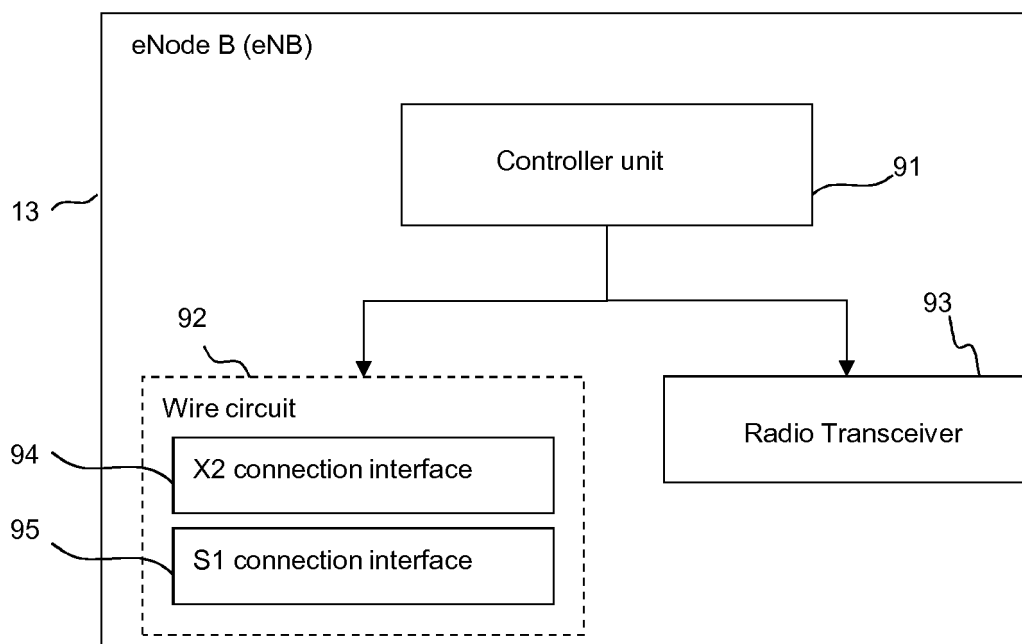 eNode B (eNB)
Controller unit
91
13
92
93
Wire circuit
Radio Transceiver
94
X2 connection interface
95
S1 connection interface